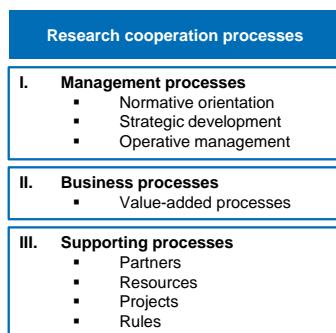 Research cooperation processes
I. Management processes
▪ Normative orientation
▪ Strategic development
▪ Operative management
II. Business processes
▪ Value-added processes
III. Supporting processes
▪ Partners
▪ Resources
▪ Projects
▪ Rules